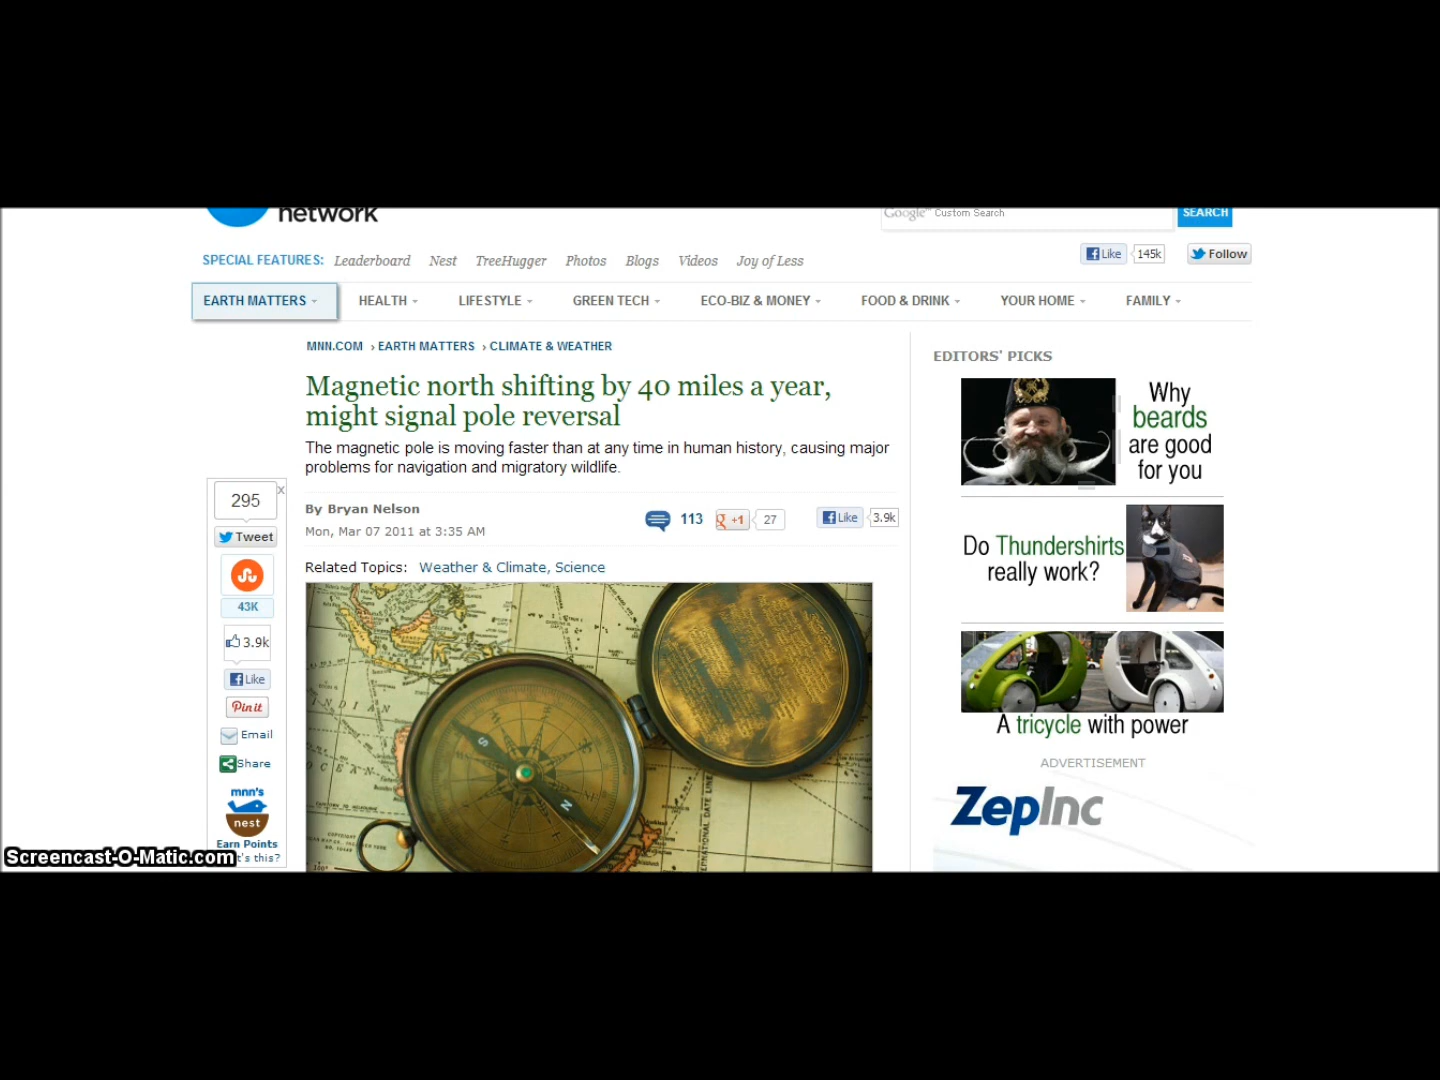 network
Google™ Custom Search
SEARCH
SPECIAL FEATURES: Leaderboard Nest TreeHugger Photos Blogs Videos Joy of Less
Like 145k Follow
EARTH MATTERS HEALTH LIFESTYLE GREEN TECH ECO-BIZ & MONEY FOOD & DRINK YOUR HOME FAMILY
MNN.COM › EARTH MATTERS › CLIMATE & WEATHER
Magnetic north shifting by 40 miles a year,
might signal pole reversal
The magnetic pole is moving faster than at any time in human history, causing major
problems for navigation and migratory wildlife.
By Bryan Nelson
Mon, Mar 07 2011 at 3:35 AM
113 +1 27 Like 3.9k
Related Topics: Weather & Climate, Science
295 x
Tweet
43K
3.9k
Like
Pin it
Email
Share
mnn's
nest
Earn Points
t's this?
Screencast-O-Matic.com
INDIAN
OCEAN
S
N
EDITORS' PICKS
Why
beards
are good
for you
Do Thundershirts
really work?
A tricycle with power
ADVERTISEMENT
ZepInc